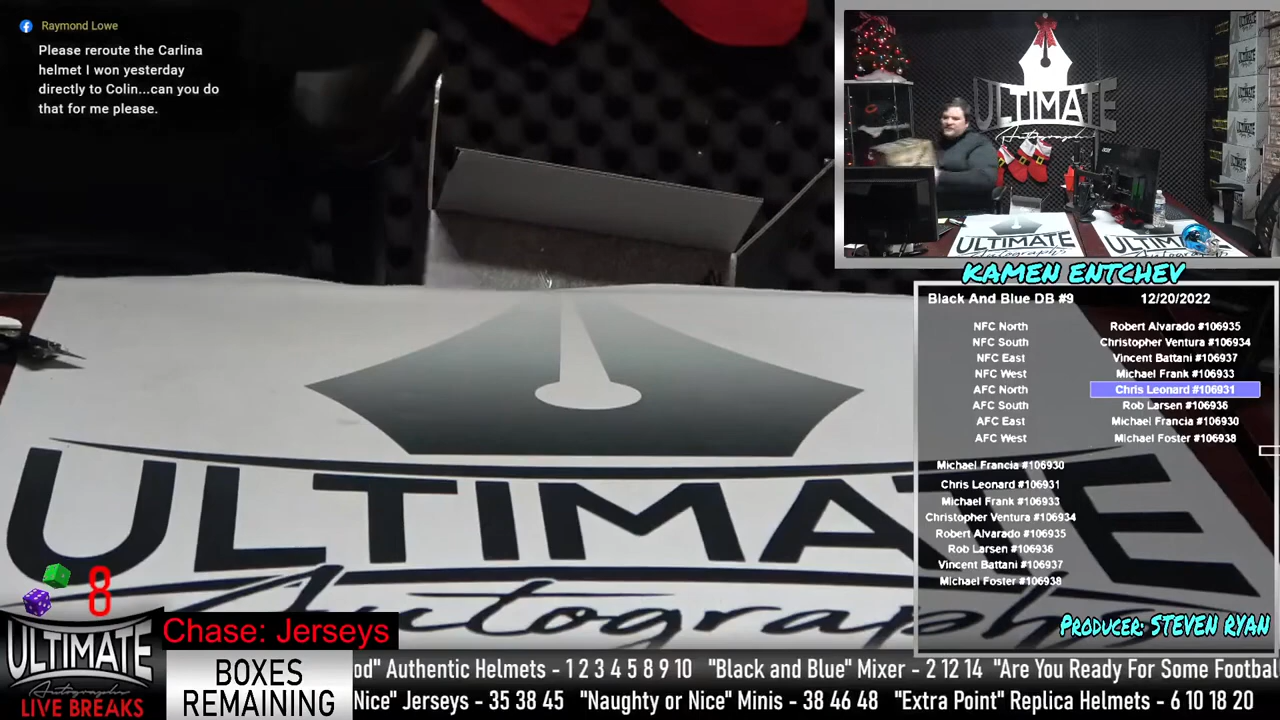 Raymond Lowe
Please reroute the Carlina
helmet I won yesterday
directly to Colin...can you do
that for me please.
ULTIMATE
Autographs
ULTIMATE
Autographs
KAMEN ENTCHEV
Black And Blue DB #9 12/20/2022
NFC North Robert Alvarado #106935
NFC South Christopher Ventura #106934
NFC East Vincent Battani #106937
NFC West Michael Frank #106933
AFC North Chris Leonard #106931
AFC South Rob Larsen #106936
AFC East Michael Francia #106930
AFC West Michael Foster #106938
Michael Francia #106930
Chris Leonard #106931
Michael Frank #106933
Christopher Ventura #106934
Robert Alvarado #106935
Rob Larsen #106936
Vincent Battani #106937
Michael Foster #106938
Producer: STEVEN RYAN
ULTIMATE
Autographs
8
ULTIMATE
Autographs
LIVE BREAKS
Chase: Jerseys
BOXES
REMAINING
od" Authentic Helmets - 1 2 3 4 5 8 9 10 "Black and Blue" Mixer - 2 12 14 "Are You Ready For Some Footbal
Nice" Jerseys - 35 38 45 "Naughty or Nice" Minis - 38 46 48 "Extra Point" Replica Helmets - 6 10 18 20